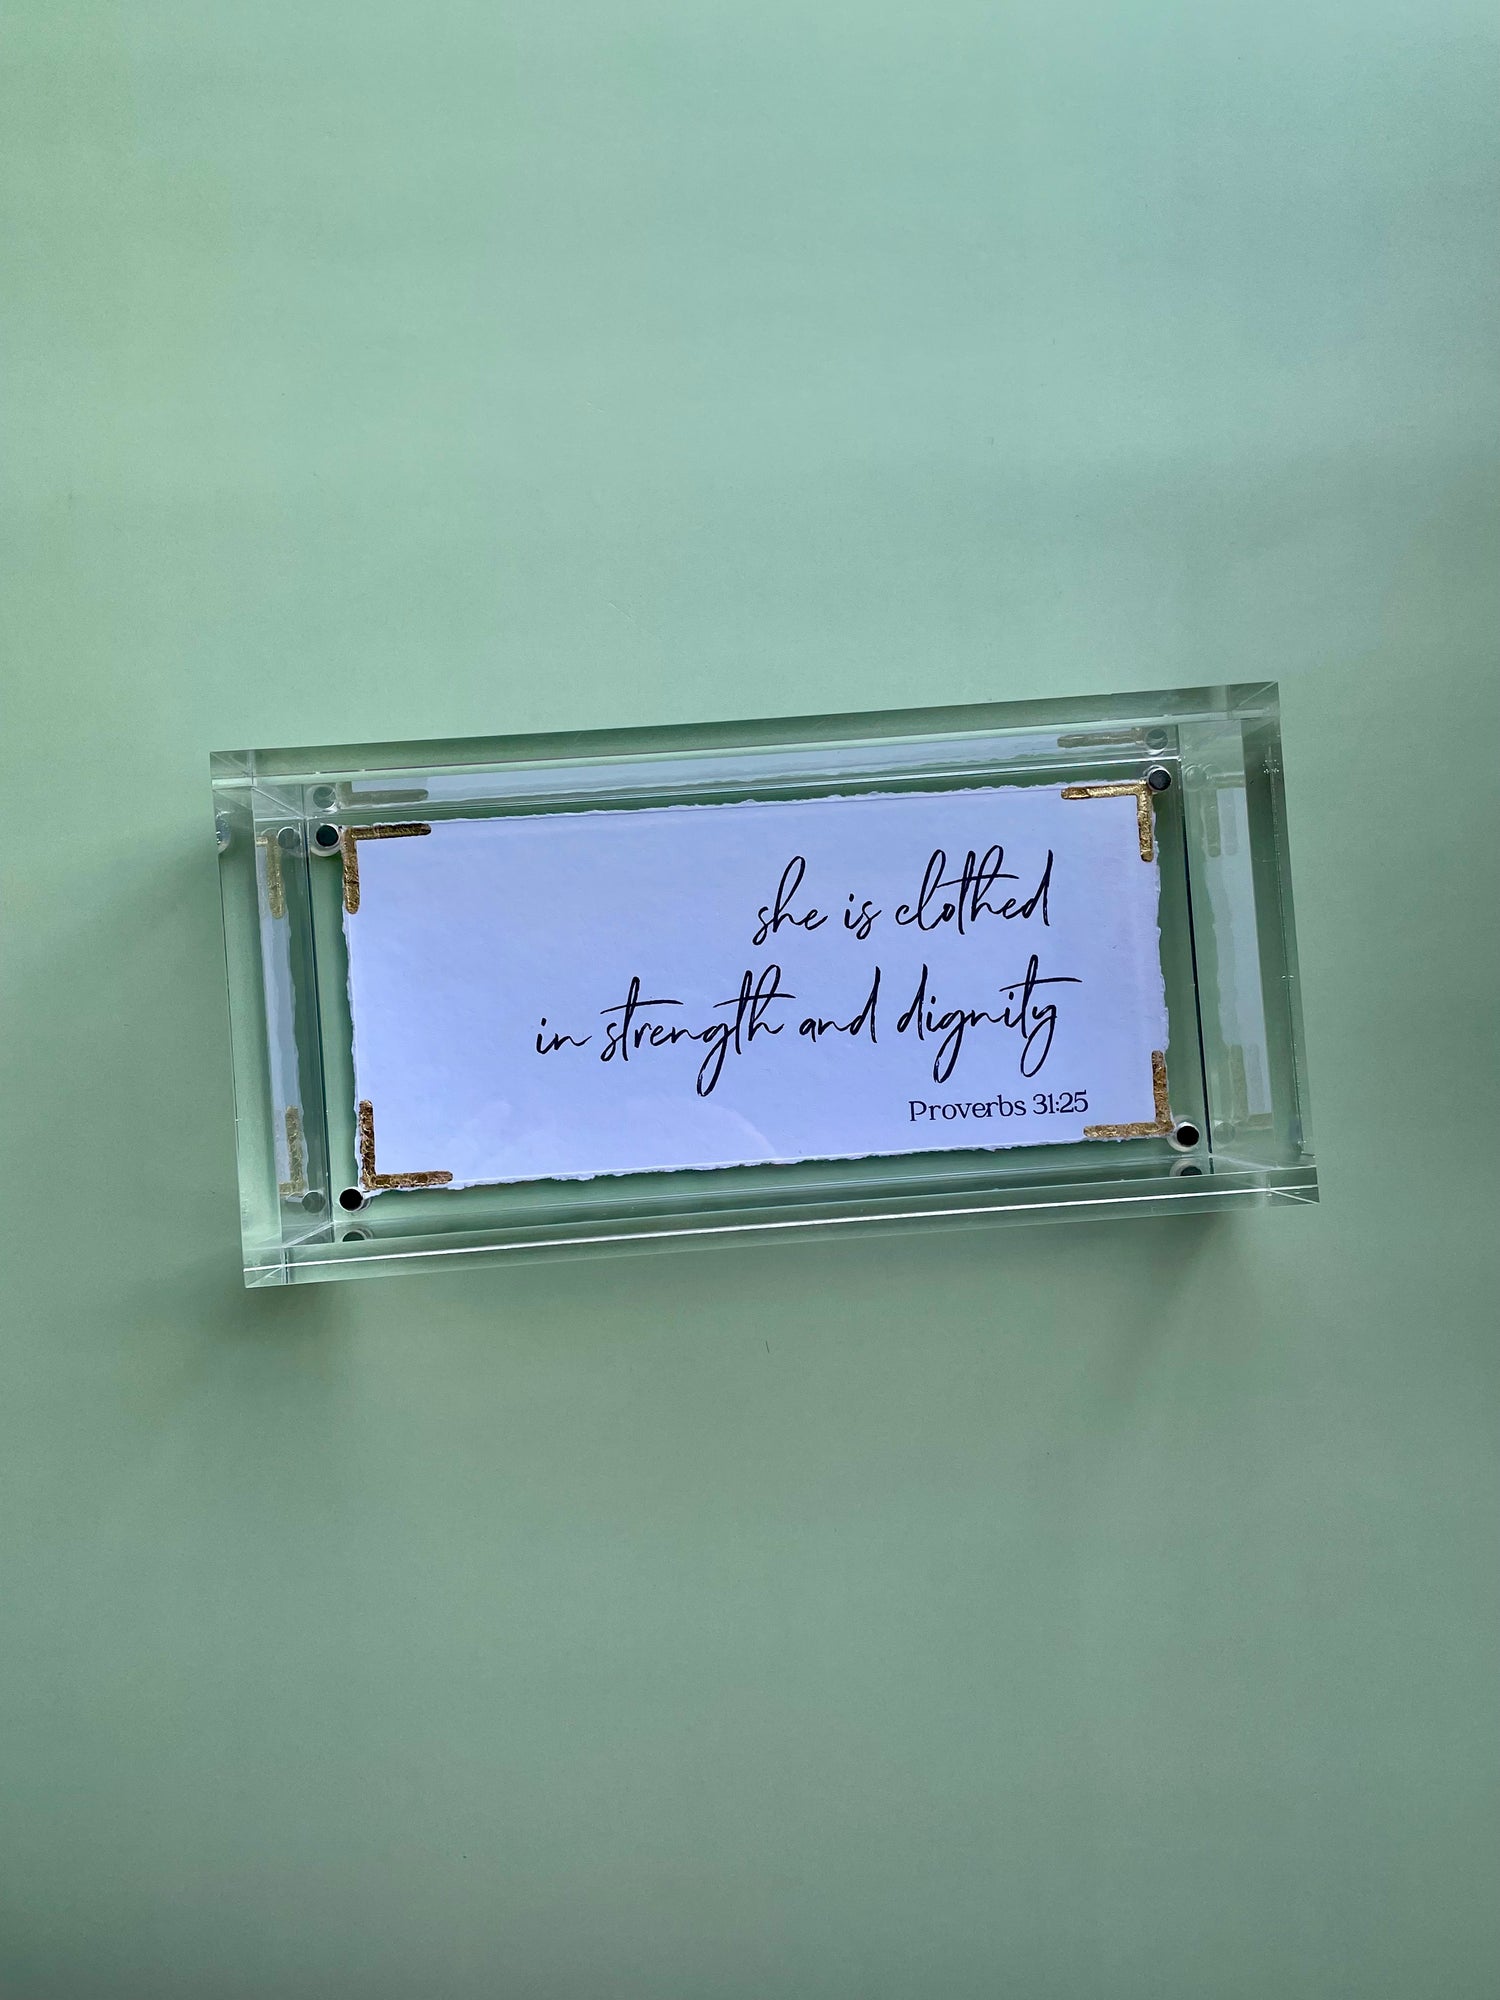 she is clothed
in strength and dignity
Proverbs 31:25